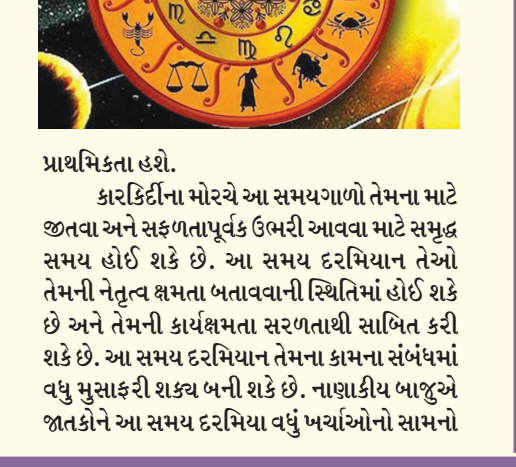 પ્રાથમિકતા હશે.
કારકિર્દીના મોરચે આ સમયગાળો તેમના માટે
જીતવા અને સફળતાપૂર્વક ઉભરી આવવા માટે સમૃદ્ધ
સમય હોઈ શકે છે. આ સમય દરમિયાન તેઓ
તેમની નેતૃત્વ ક્ષમતા બતાવવાની સ્થિતિમાં હોઈ શકે
છે અને તેમની કાર્યક્ષમતા સરળતાથી સાબિત કરી
શકે છે. આ સમય દરમિયાન તેમના કામના સંબંધમાં
વધુ મુસાફરી શક્ય બની શકે છે. નાણાકીય બાજુએ
જાતકોને આ સમય દરમિયા વધું ખર્ચાઓનો સામનો